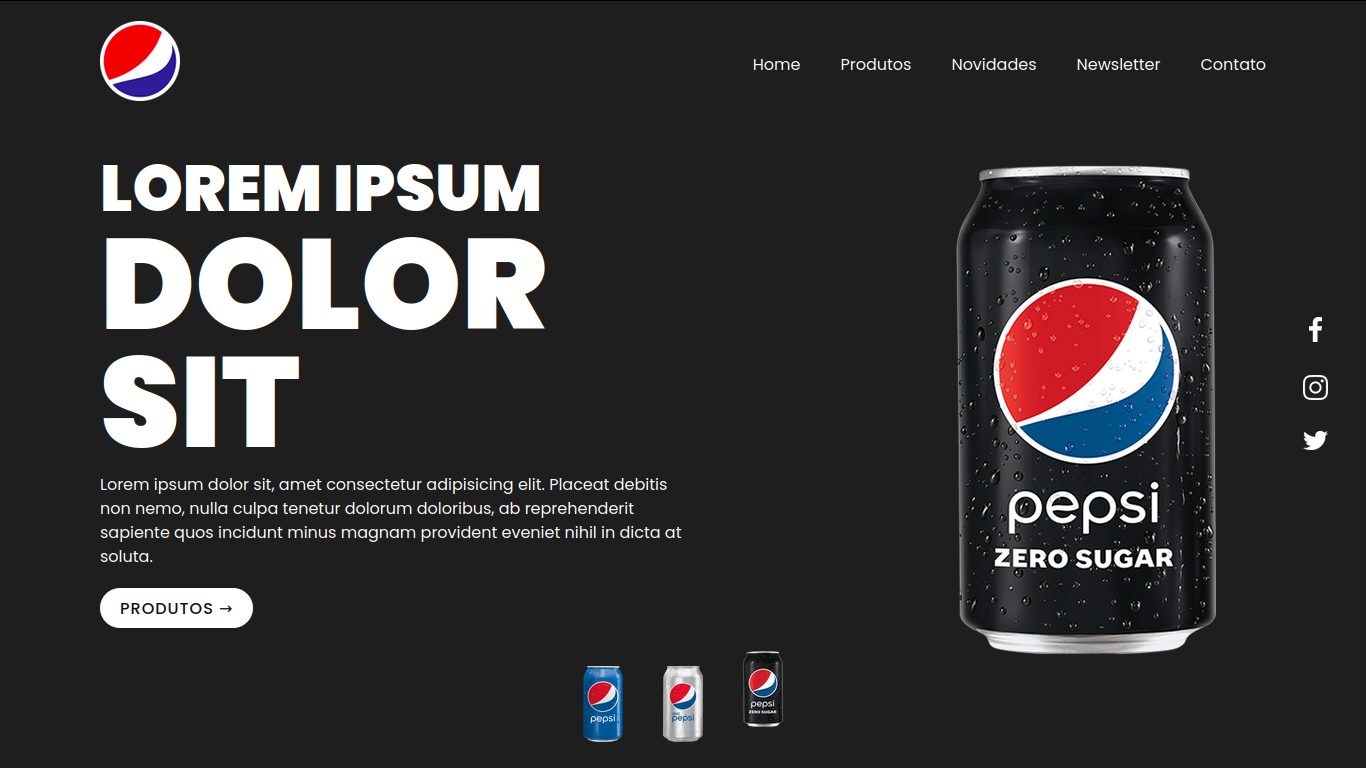 Home Produtos Novidades Newsletter Contato
LOREM IPSUM
DOLOR
SIT
Lorem ipsum dolor sit, amet consectetur adipisicing elit. Placeat debitis
non nemo, nulla culpa tenetur dolorum doloribus, ab reprehenderit
sapiente quos incidunt minus magnam provident eveniet nihil in dicta at
soluta.
PRODUTOS →
pepsi
ZERO SUGAR
pepsi
diet
pepsi
pepsi
ZERO SUGAR